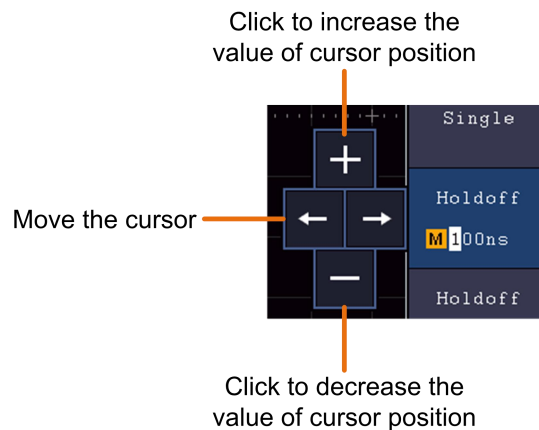 Click to increase the
value of cursor position
Single
Holdoff
Move the cursor
M 100ns
Holdoff
Click to decrease the
value of cursor position